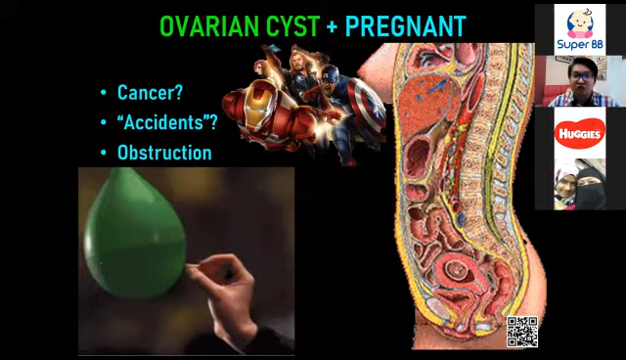 OVARIAN CYST + PREGNANT
• Cancer?
• “Accidents”?
• Obstruction
Super BB
HUGGIES